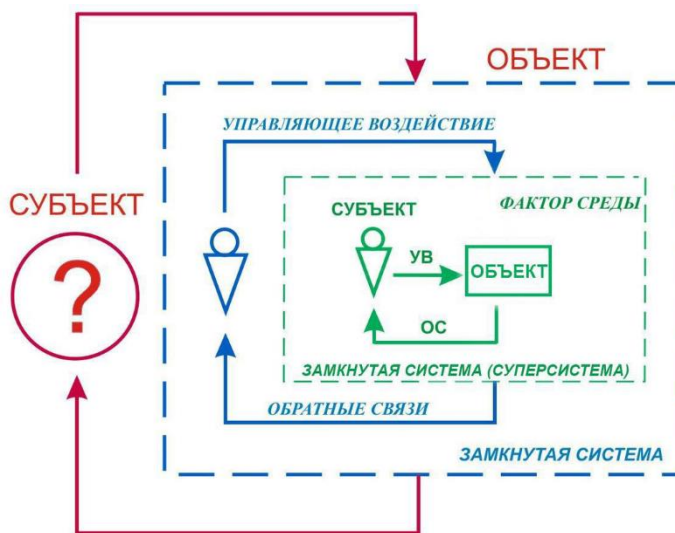 ОБЪЕКТ
УПРАВЛЯЮЩЕЕ ВОЗДЕЙСТВИЕ
СУБЪЕКТ
?
ФАКТОР СРЕДЫ
СУБЪЕКТ
УВ
ОБЪЕКТ
ОС
ЗАМКНУТАЯ СИСТЕМА (СУПЕРСИСТЕМА)
ОБРАТНЫЕ СВЯЗИ
ЗАМКНУТАЯ СИСТЕМА